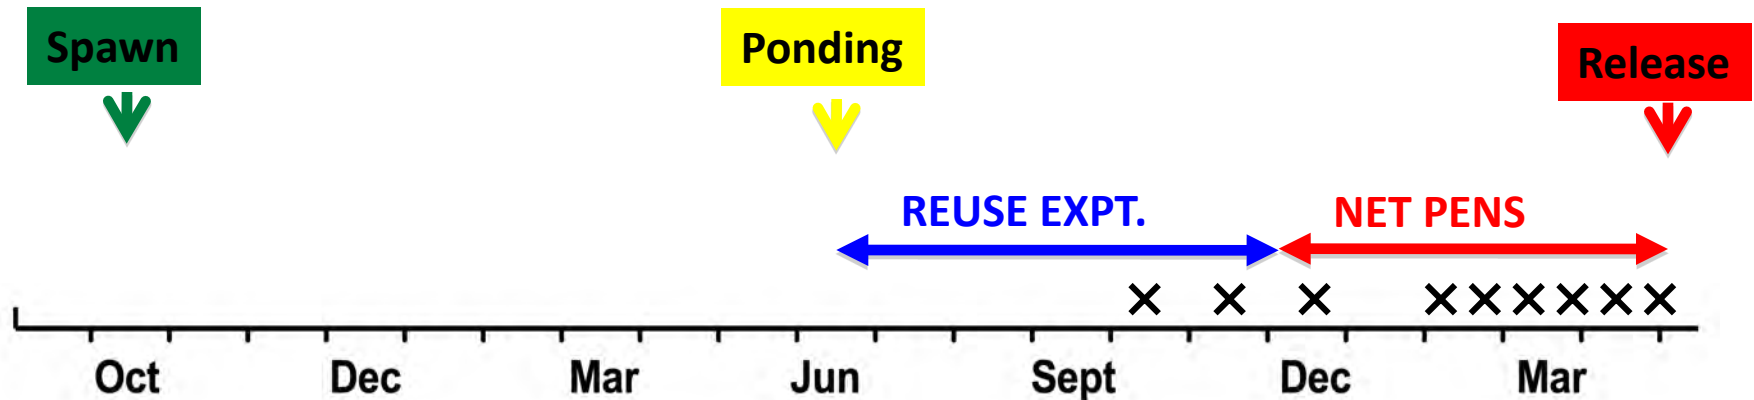 Spawn
Ponding
Release
REUSE EXPT.
NET PENS
Oct
Dec
Mar
Jun
Sept
Dec
Mar